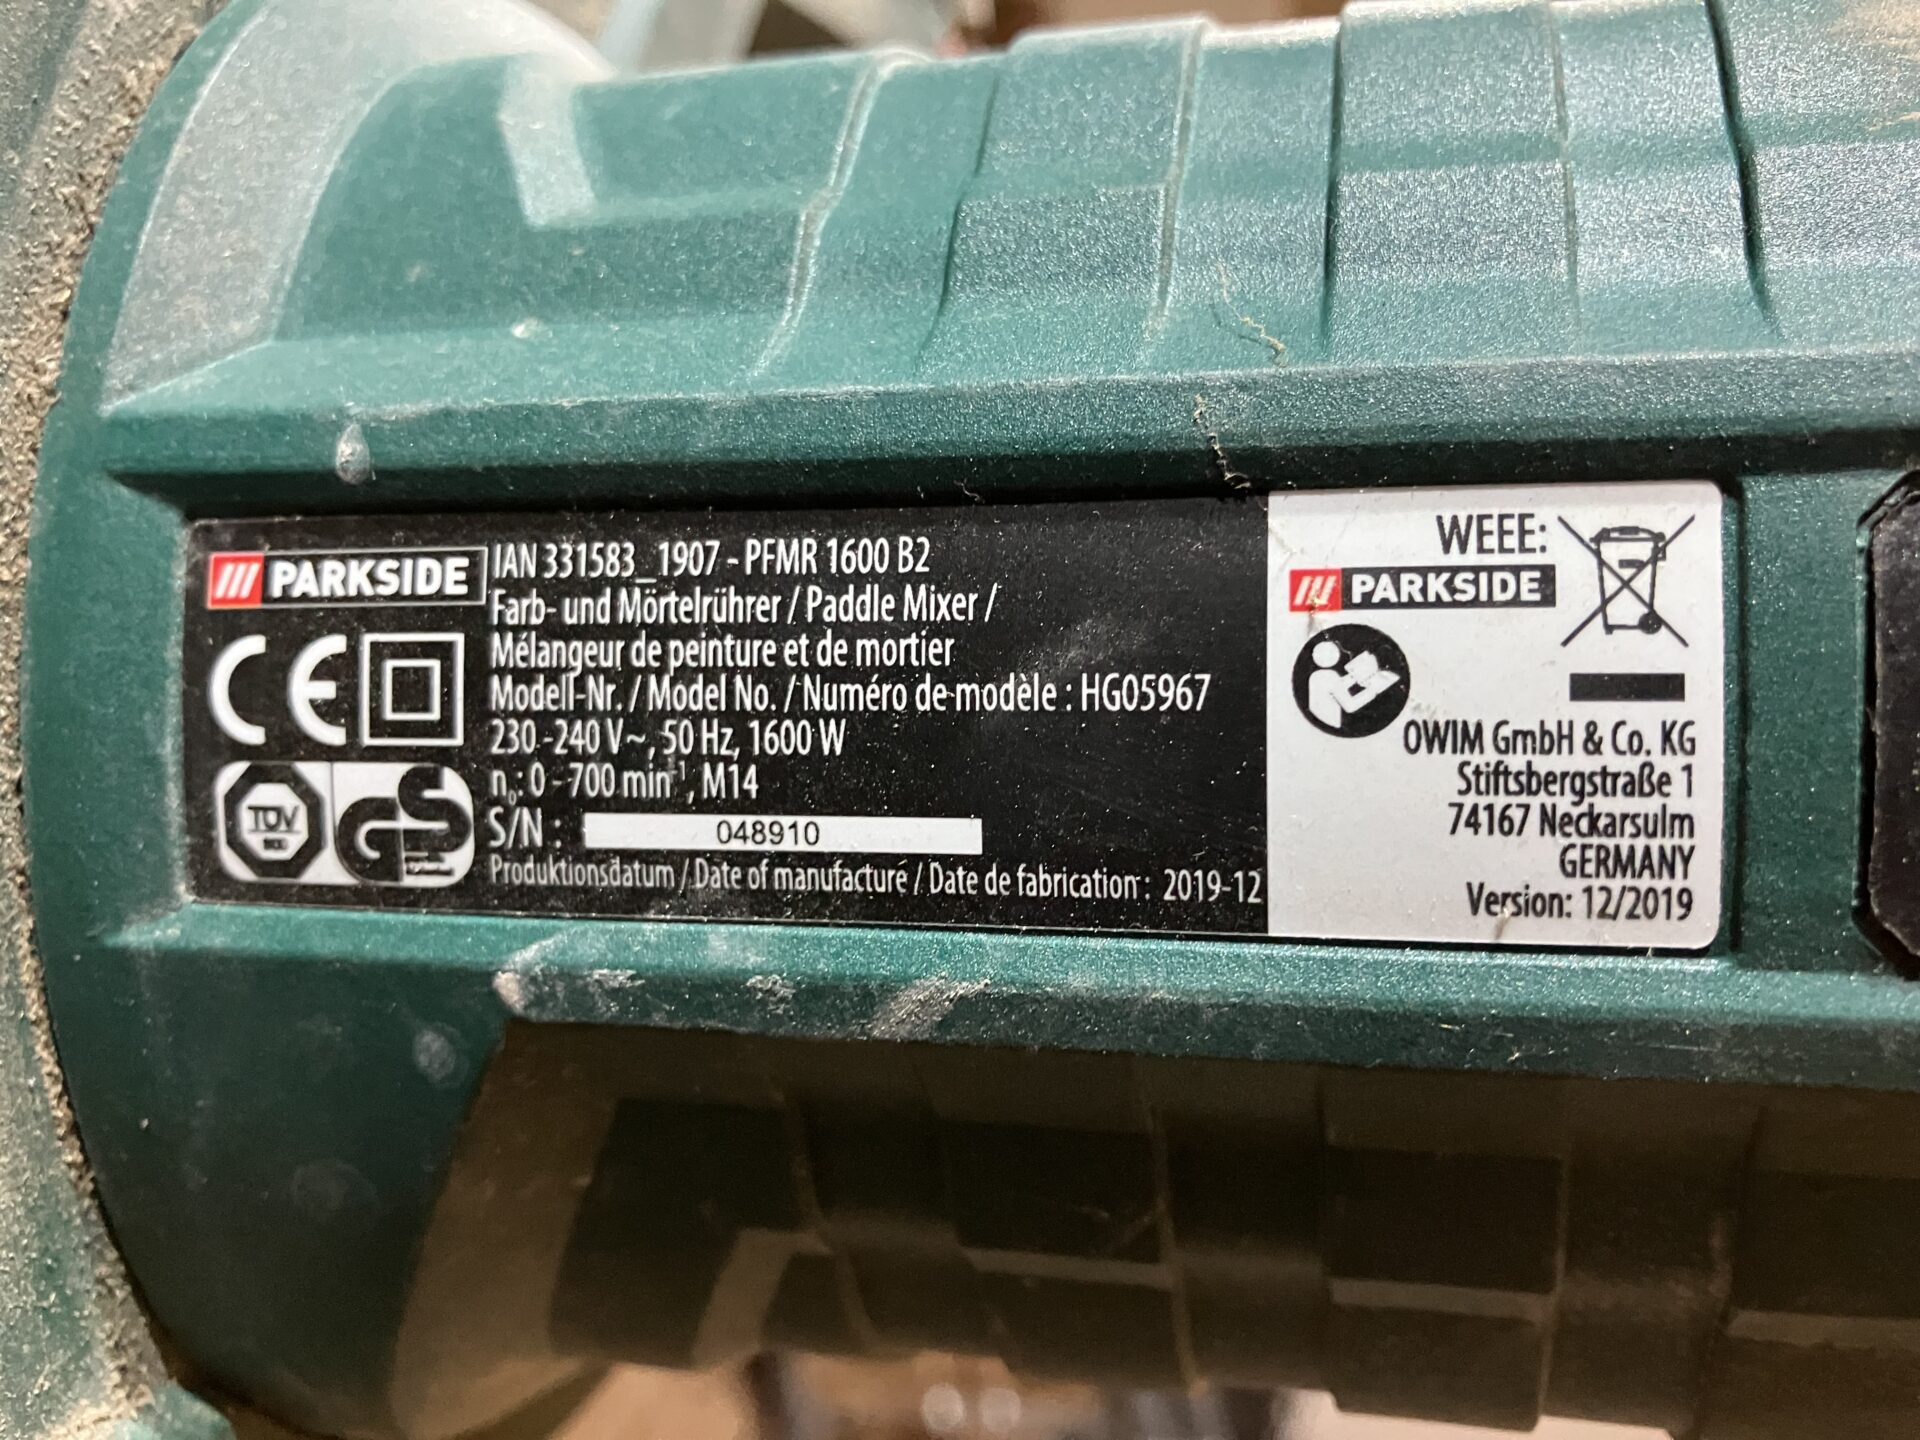 PARKSIDE
IAN 331583_1907 - PFMR 1600 B2
Farb- und Mörtelrührer / Paddle Mixer /
Mélangeur de peinture et de mortier
Modell-Nr. / Model No. / Numéro de modèle : HG05967
230 -240 V~, 50 Hz, 1600 W
n₀: 0 - 700 min⁻¹, M14
S/N : 048910
Produktionsdatum / Date of manufacture / Date de fabrication : 2019-12
CE
TÜV
GS
WEEE:
PARKSIDE
OWIM GmbH & Co. KG
Stiftsbergstraße 1
74167 Neckarsulm
GERMANY
Version: 12/2019